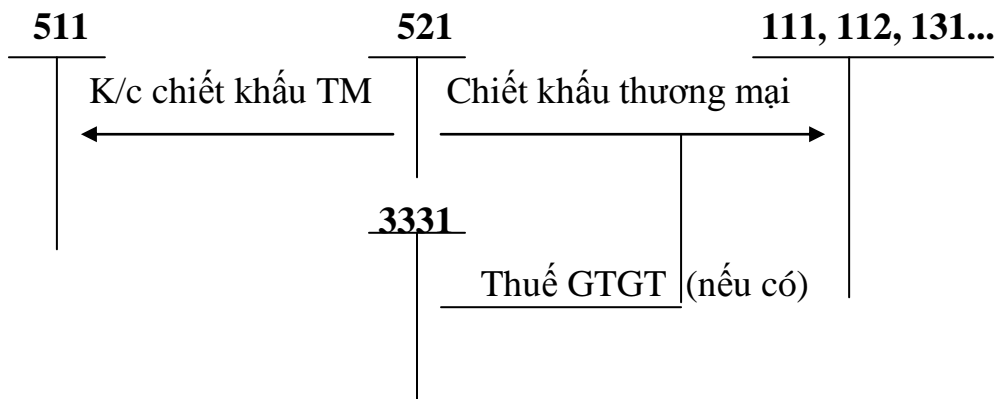 511 521 111, 112, 131...
K/c chiết khấu TM Chiết khấu thương mại
3331
Thuế GTGT (nếu có)